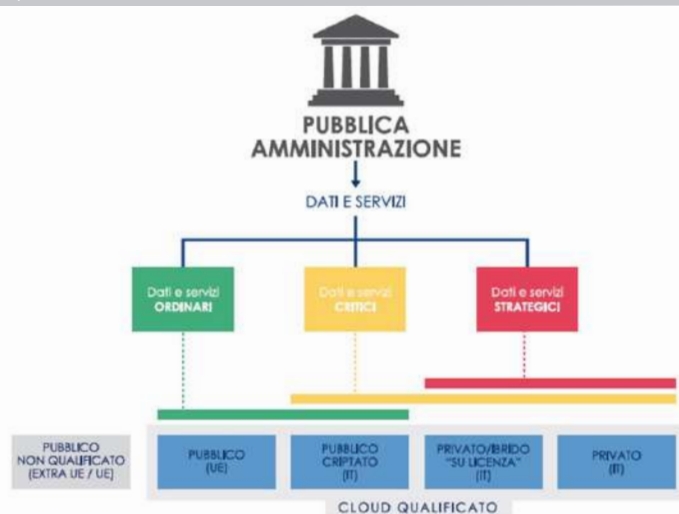 PUBBLICA
AMMINISTRAZIONE
DATI E SERVIZI
Dati e servizi
ORDINARI
Dati e servizi
CRITICI
Dati e servizi
STRATEGICI
PUBBLICO
NON QUALIFICATO
(EXTRA UE / UE)
PUBBLICO
(UE)
PUBBLICO
CRIPTATO
(IT)
PRIVATO/IBRIDO
"SU LICENZA"
(IT)
PRIVATO
(IT)
CLOUD QUALIFICATO